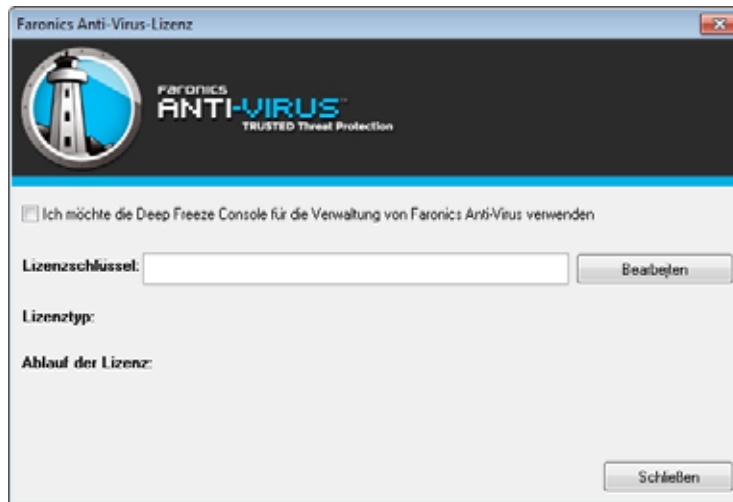 Faronics Anti-Virus-Lizenz
FARONICS
ANTI-VIRUS™
TRUSTED Threat Protection
Ich möchte die Deep Freeze Console für die Verwaltung von Faronics Anti-Virus verwenden
Lizenzschlüssel:
Bearbeiten
Lizenztyp:
Ablauf der Lizenz:
Schließen